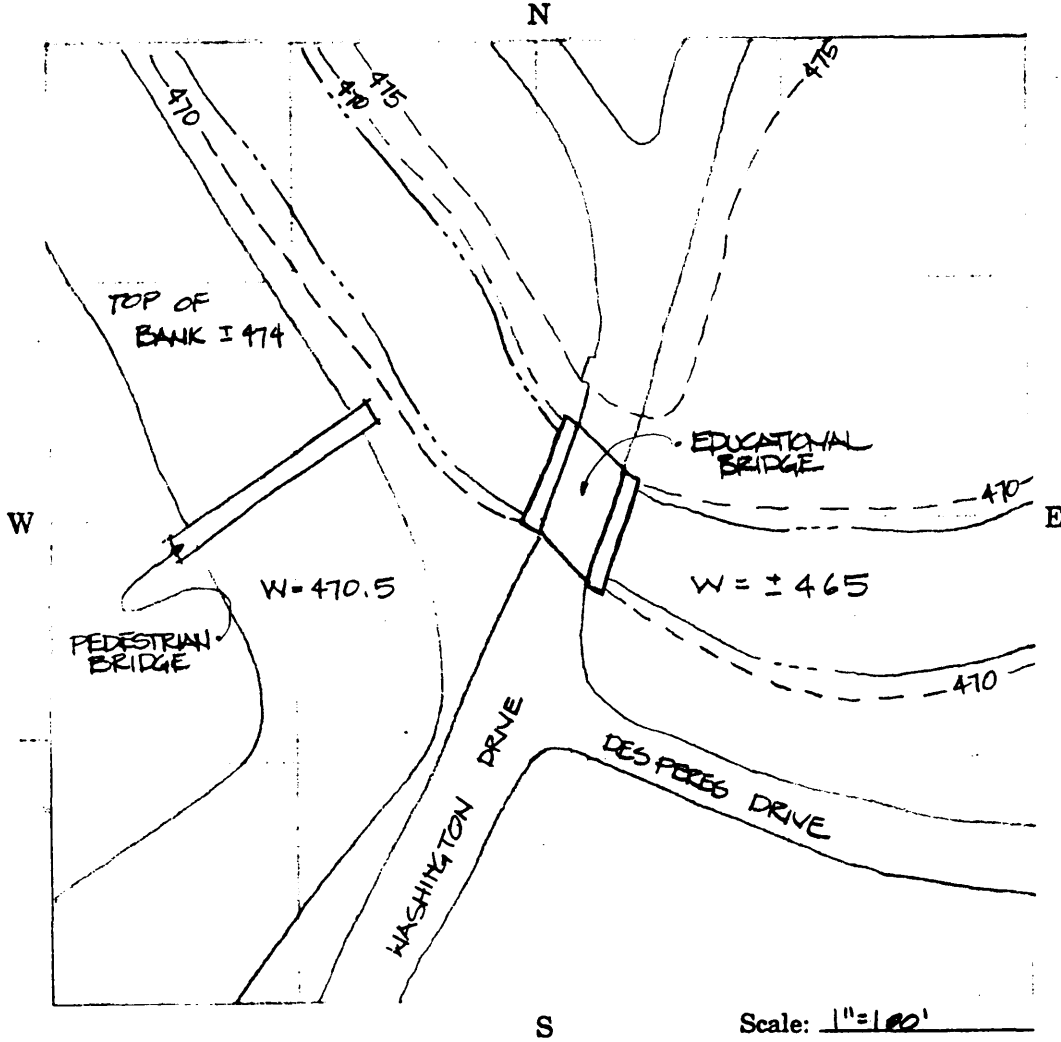 N
475
470
475
470
TOP OF
BANK ± 474
EDUCATIONAL
BRIDGE
470
W
E
W=470.5
W = ± 465
PEDESTRIAN
BRIDGE
470
WASHINGTON DRIVE
DES PERES DRIVE
S
Scale: 1"=100'